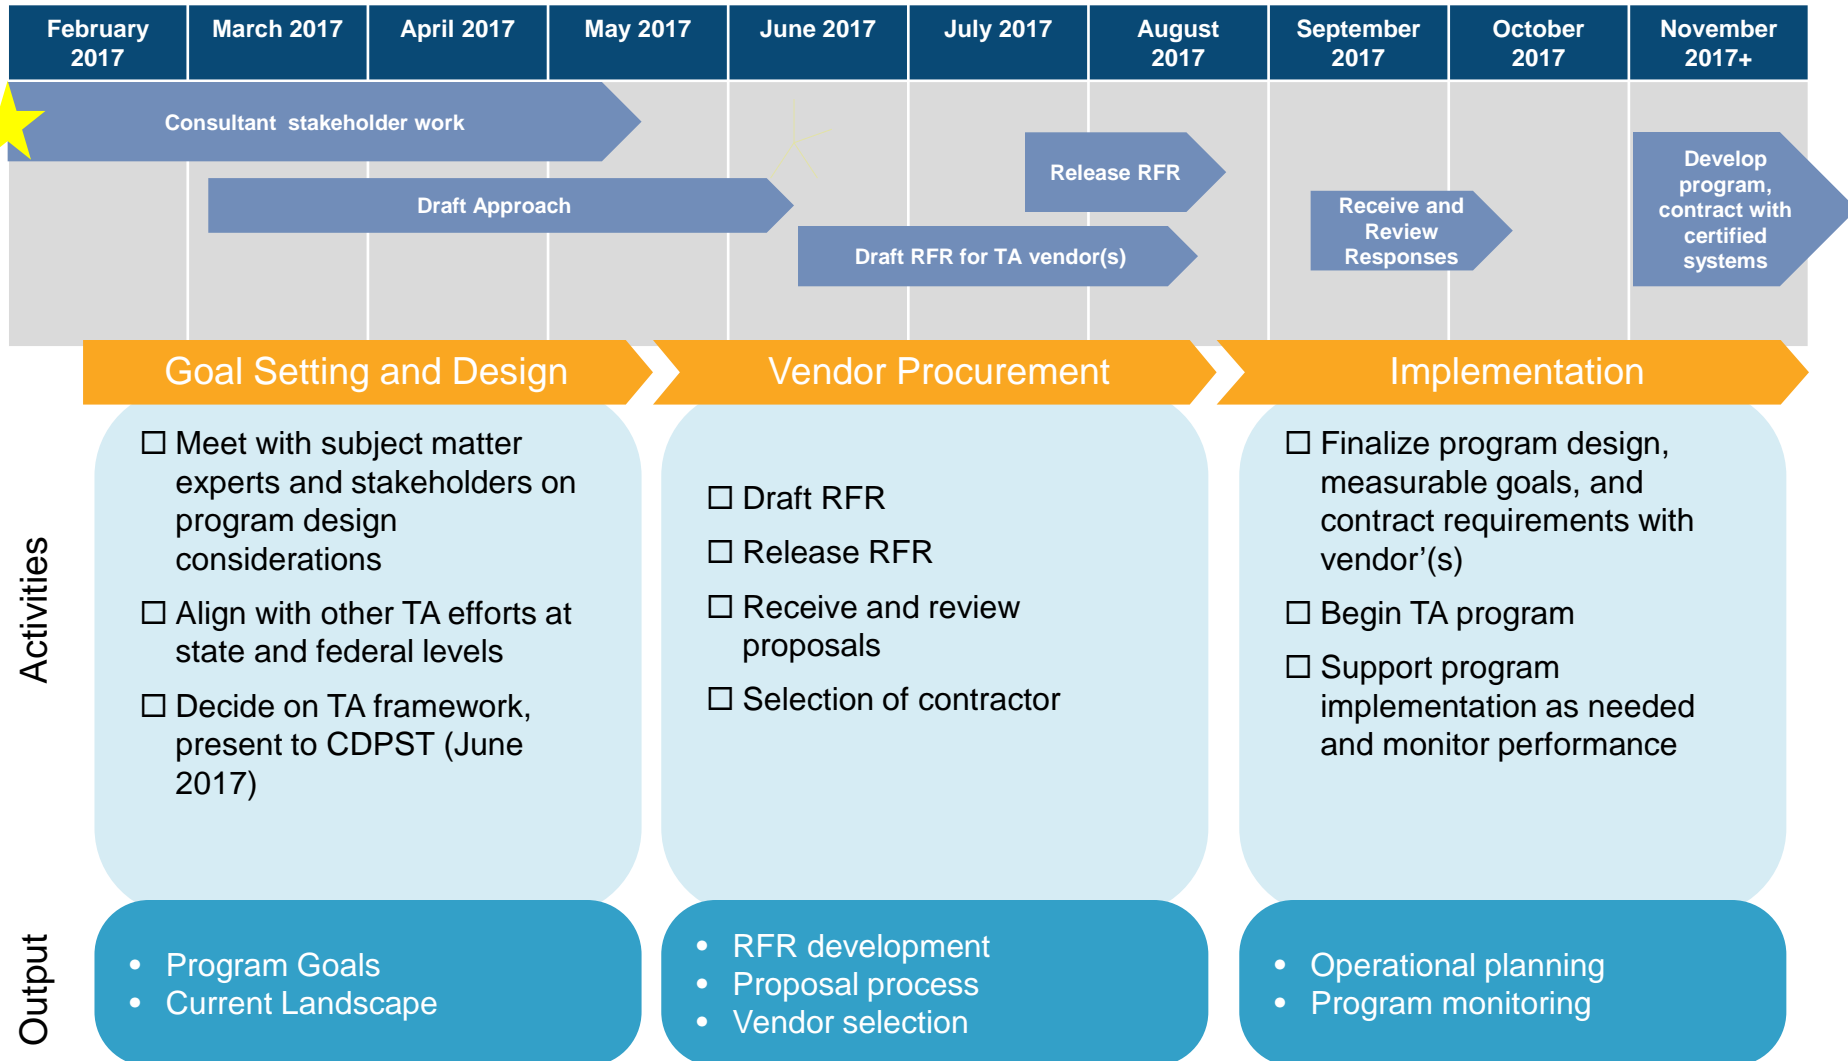 February
2017
March 2017
April 2017
May 2017
June 2017
July 2017
August
2017
September
2017
October
2017
November
2017+
Consultant stakeholder work
Draft Approach
Release RFR
Draft RFR for TA vendor(s)
Receive and
Review
Responses
Develop
program,
contract with
certified
systems
Goal Setting and Design
Vendor Procurement
Implementation
Activities
☐ Meet with subject matter
experts and stakeholders on
program design
considerations
☐ Align with other TA efforts at
state and federal levels
☐ Decide on TA framework,
present to CDPST (June
2017)
☐ Draft RFR
☐ Release RFR
☐ Receive and review
proposals
☐ Selection of contractor
☐ Finalize program design,
measurable goals, and
contract requirements with
vendor’(s)
☐ Begin TA program
☐ Support program
implementation as needed
and monitor performance
Output
• Program Goals
• Current Landscape
• RFR development
• Proposal process
• Vendor selection
• Operational planning
• Program monitoring